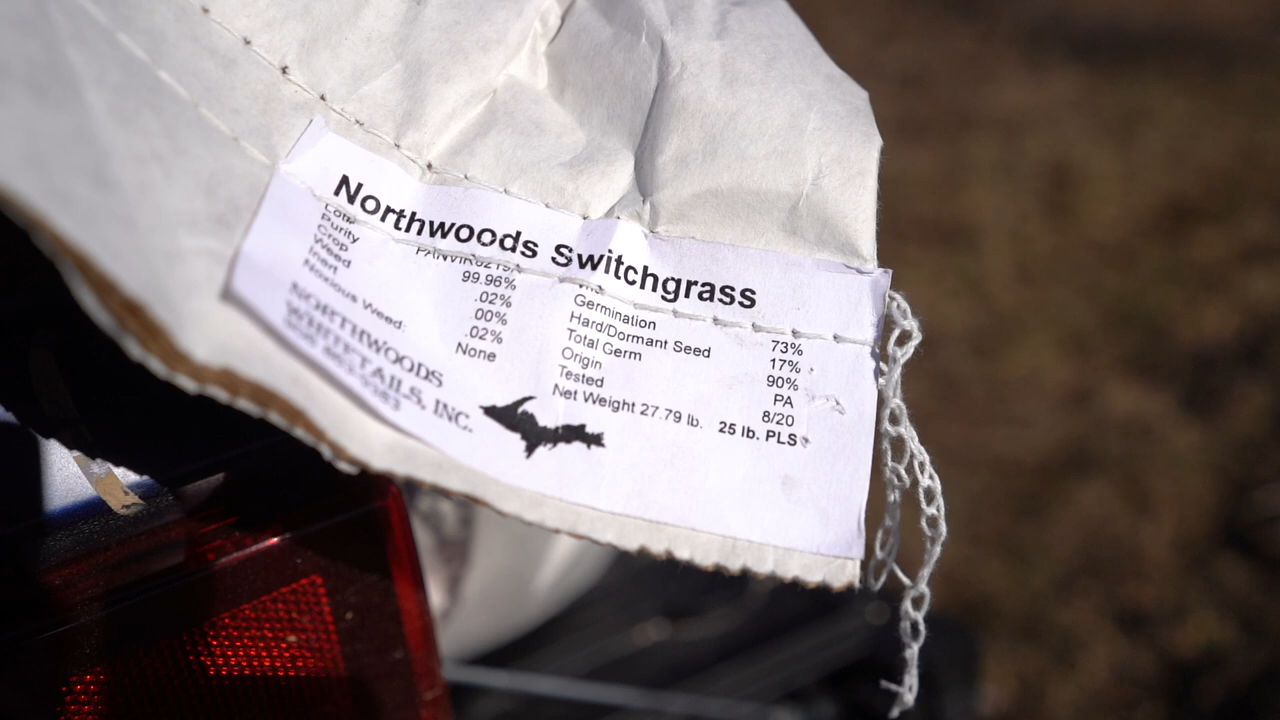 Northwoods Switchgrass
Lot#
Purity 99.96%
Crop .02%
Weed 00%
Inert .02%
Noxious Weed: None
Germination 73%
Hard/Dormant Seed 17%
Total Germ 90%
Origin PA
Tested 8/20
Net Weight 27.79 lb. 25 lb. PLS
NORTHWOODS
WHITETAILS, INC.